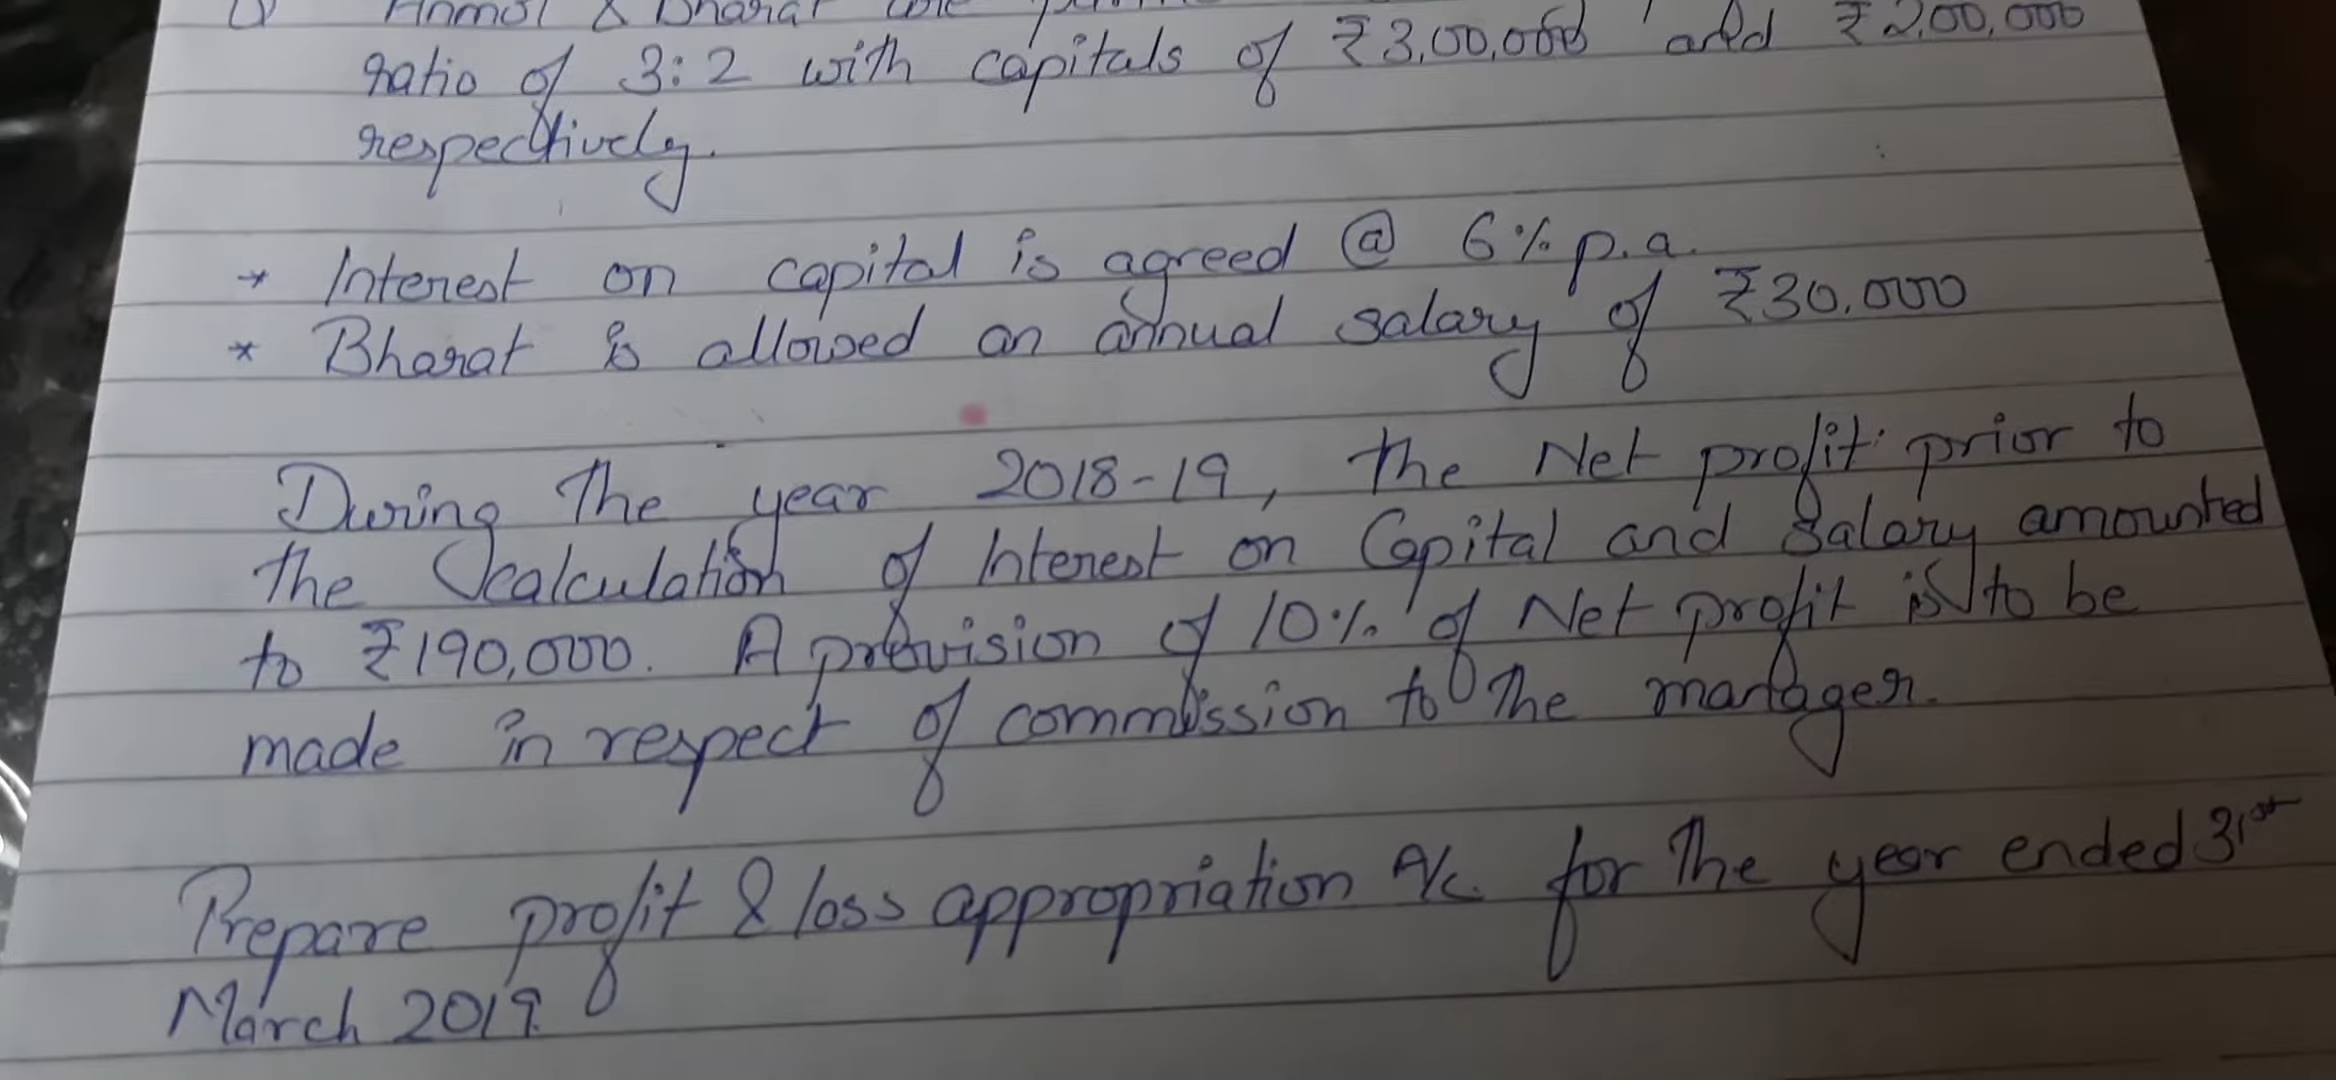 Anmol & Bharat are
ratio of 3:2 with capitals of ₹3,00,000 and ₹2,00,000
respectively.
* Interest on capital is agreed @ 6% p.a.
* Bharat is allowed an annual salary of ₹30,000
During the year 2018-19, the Net profit prior to
the calculation of Interest on Capital and Salary amounted
to ₹190,000. A provision of 10% of Net profit is to be
made in respect of commission to the manager.
Prepare profit & loss appropriation A/c. for the year ended 31st
March 2019.